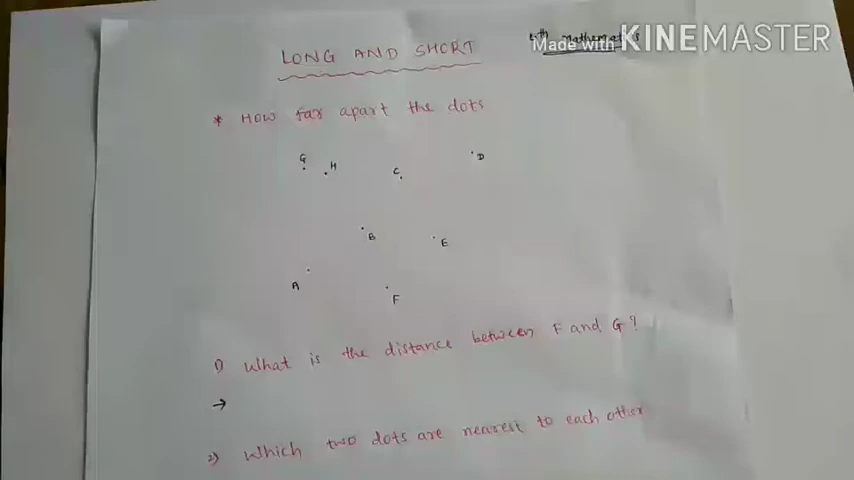 LONG AND SHORT
Made with KINEMASTER
* How far apart the dots
G
H
C
D
B
E
A
F
1) What is the distance between F and G?
→
2) Which two dots are nearest to each other